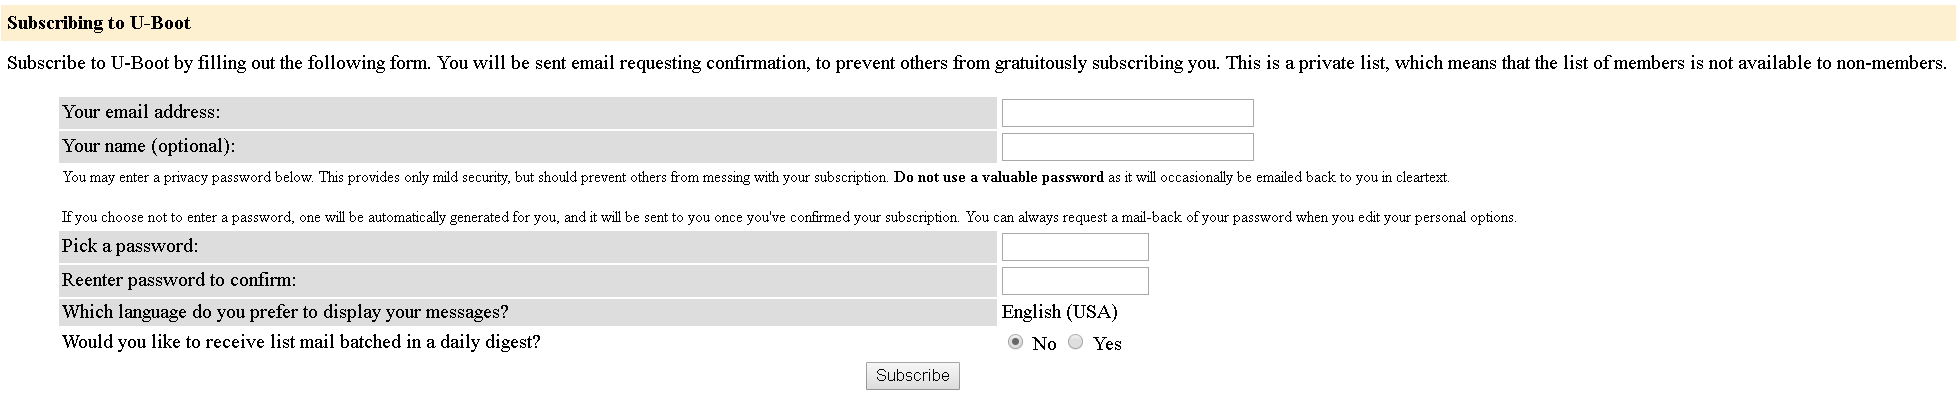 Subscribing to U-Boot
Subscribe to U-Boot by filling out the following form. You will be sent email requesting confirmation, to prevent others from gratuitously subscribing you. This is a private list, which means that the list of members is not available to non-members.
Your email address:
Your name (optional):
You may enter a privacy password below. This provides only mild security, but should prevent others from messing with your subscription. Do not use a valuable password as it will occasionally be emailed back to you in cleartext.
If you choose not to enter a password, one will be automatically generated for you, and it will be sent to you once you've confirmed your subscription. You can always request a mail-back of your password when you edit your personal options.
Pick a password:
Reenter password to confirm:
Which language do you prefer to display your messages? English (USA)
Would you like to receive list mail batched in a daily digest? No Yes
Subscribe